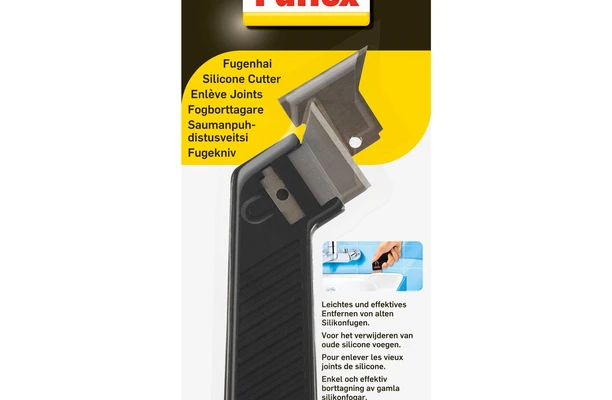 Fugenhai
Silicone Cutter
Enlève Joints
Fogborttagare
Saumanpuh-
distusveitsi
Fugekniv
Leichtes und effektives
Entfernen von alten
Silikonfugen.
Voor het verwijderen van
oude silicone voegen.
Pour enlever les vieux
joints de silicone.
Enkel och effektiv
borttagning av gamla
silikonfogar.